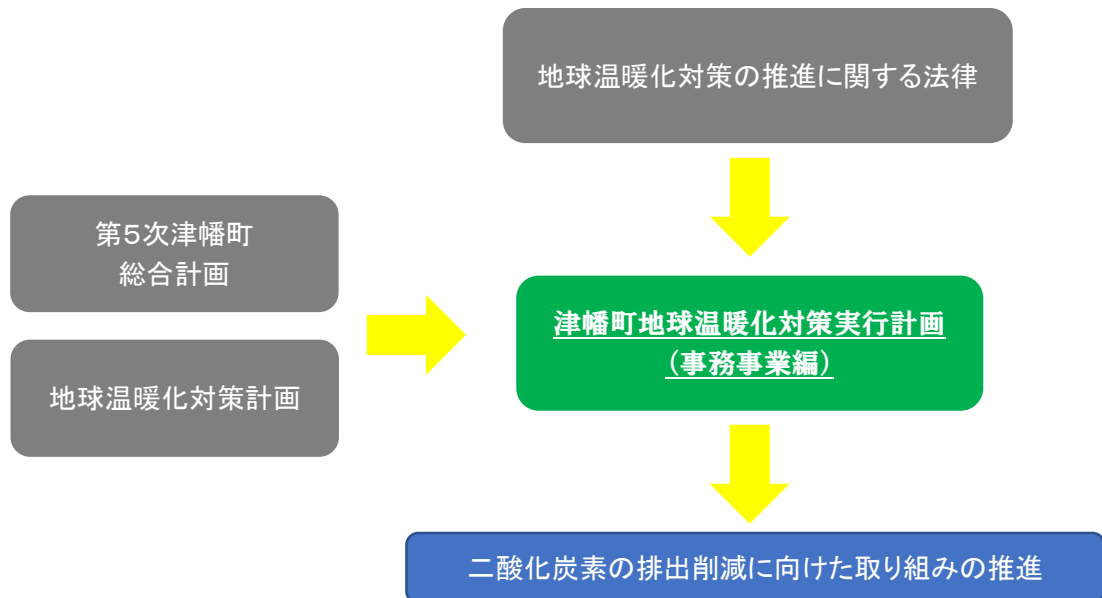 地球温暖化対策の推進に関する法律
第5次津幡町
総合計画
地球温暖化対策計画
津幡町地球温暖化対策実行計画
（事務事業編）
二酸化炭素の排出削減に向けた取り組みの推進